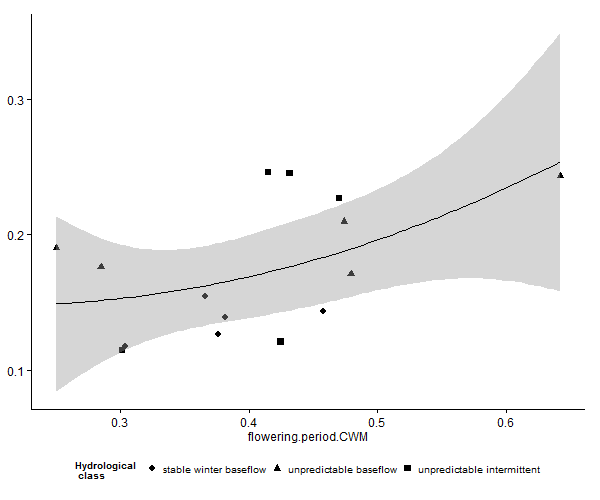 0.3
0.2
0.1
0.3 0.4 0.5 0.6
flowering.period.CWM
Hydrological
class
stable winter baseflow unpredictable baseflow unpredictable intermittent